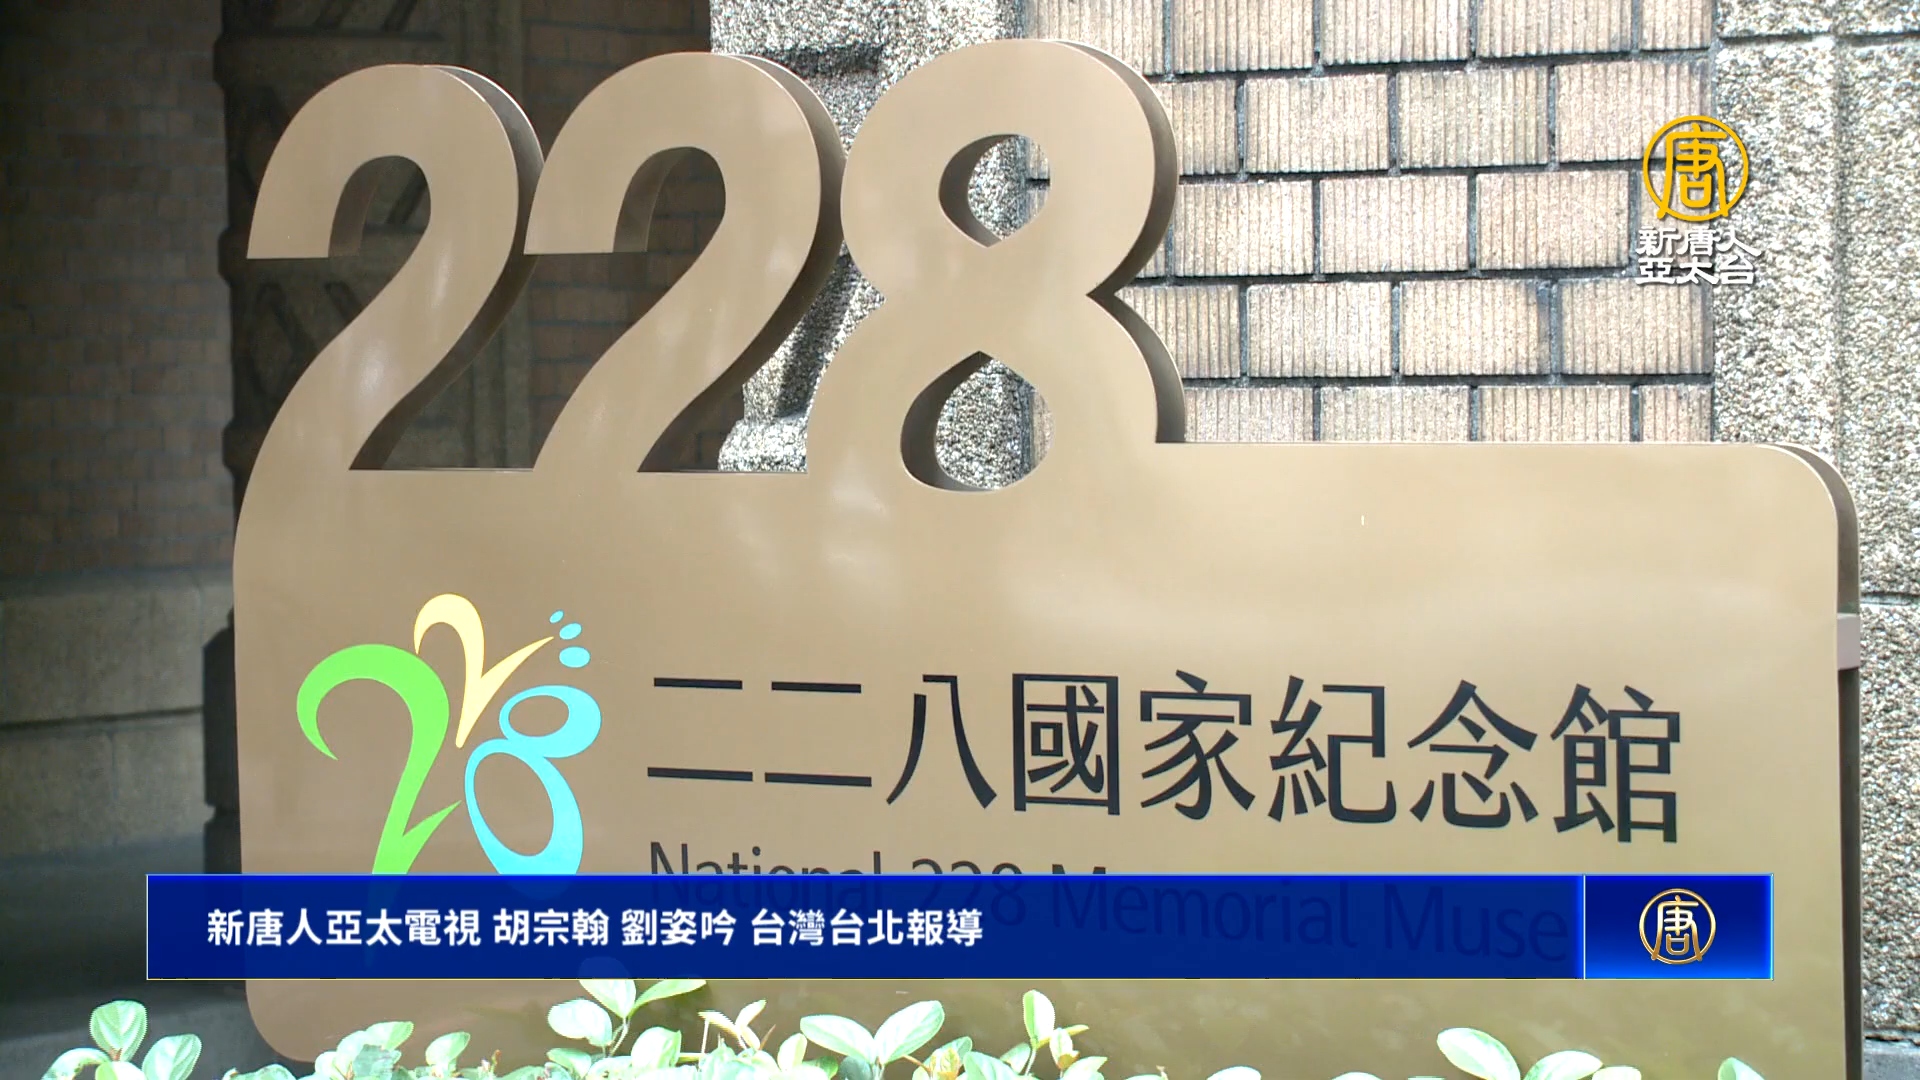 228
唐
新唐人
亞太台
228
二二八國家紀念館
National 228 Memorial Muse
新唐人亞太電視 胡宗翰 劉姿吟 台灣台北報導
唐